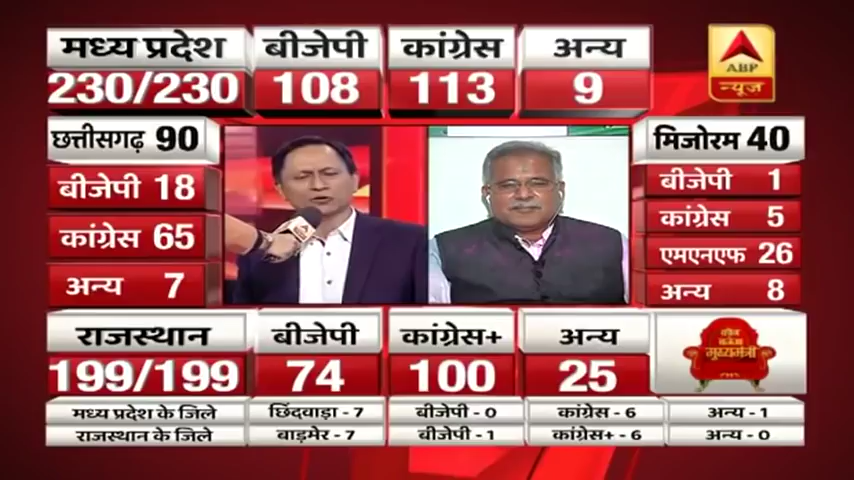 मध्य प्रदेश बीजेपी कांग्रेस अन्य
230/230 108 113 9
ABP
न्यूज़
छत्तीसगढ़ 90
बीजेपी 18
कांग्रेस 65
अन्य 7
मिजोरम 40
बीजेपी 1
कांग्रेस 5
एमएनएफ 26
अन्य 8
राजस्थान बीजेपी कांग्रेस+ अन्य
199/199 74 100 25
कौन
बनेगा
मुख्यमंत्री
मध्य प्रदेश के जिले छिंदवाड़ा - 7 बीजेपी - 0 कांग्रेस - 6 अन्य - 1
राजस्थान के जिले बाड़मेर - 7 बीजेपी - 1 कांग्रेस+ - 6 अन्य - 0